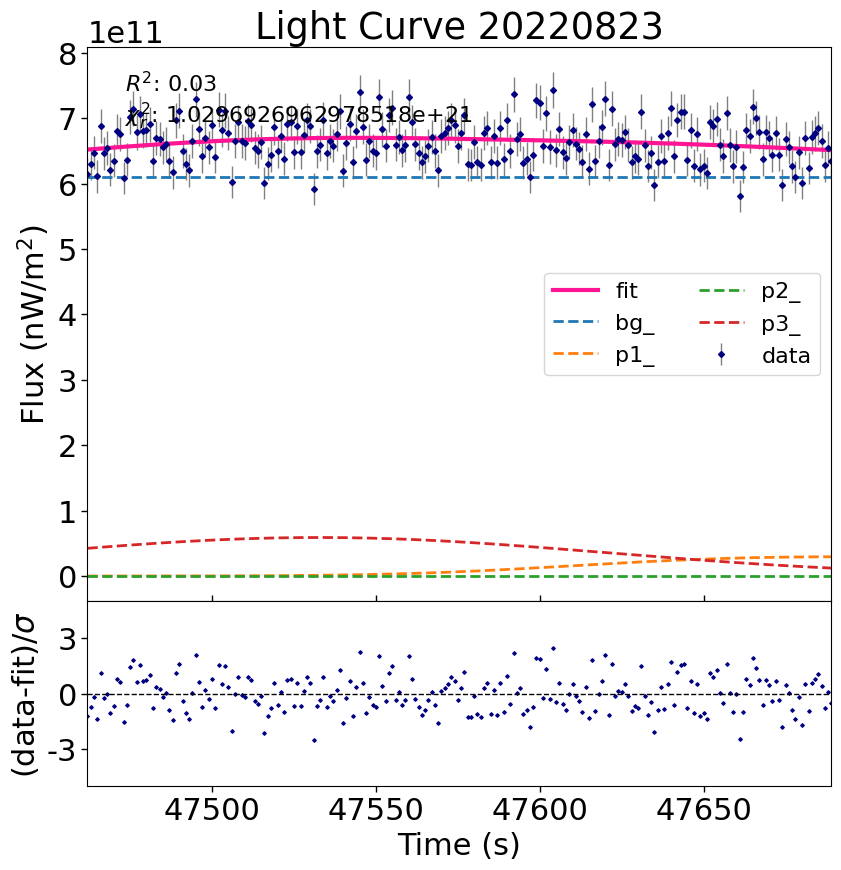 Light Curve 20220823
1e11
8
7
6
5
4
3
2
1
0
Flux (nW/m²)
R²: 0.03
χ²ᵣ: 1.0296926962978518e+21
fit
bg_
p1_
p2_
p3_
data
3
0
-3
(data-fit)/σ
47500
47550
47600
47650
Time (s)